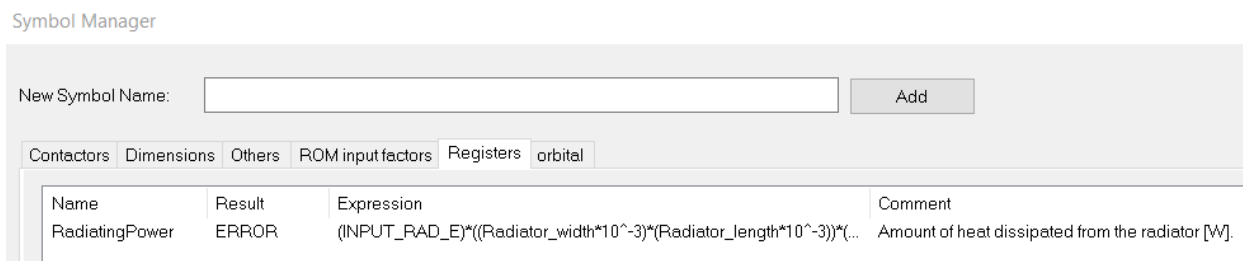 Symbol Manager
New Symbol Name: Add
Contactors Dimensions Others ROM input factors Registers orbital
Name Result Expression Comment
RadiatingPower ERROR (INPUT_RAD_E)*((Radiator_width*10^-3)*(Radiator_length*10^-3))*(... Amount of heat dissipated from the radiator [W].